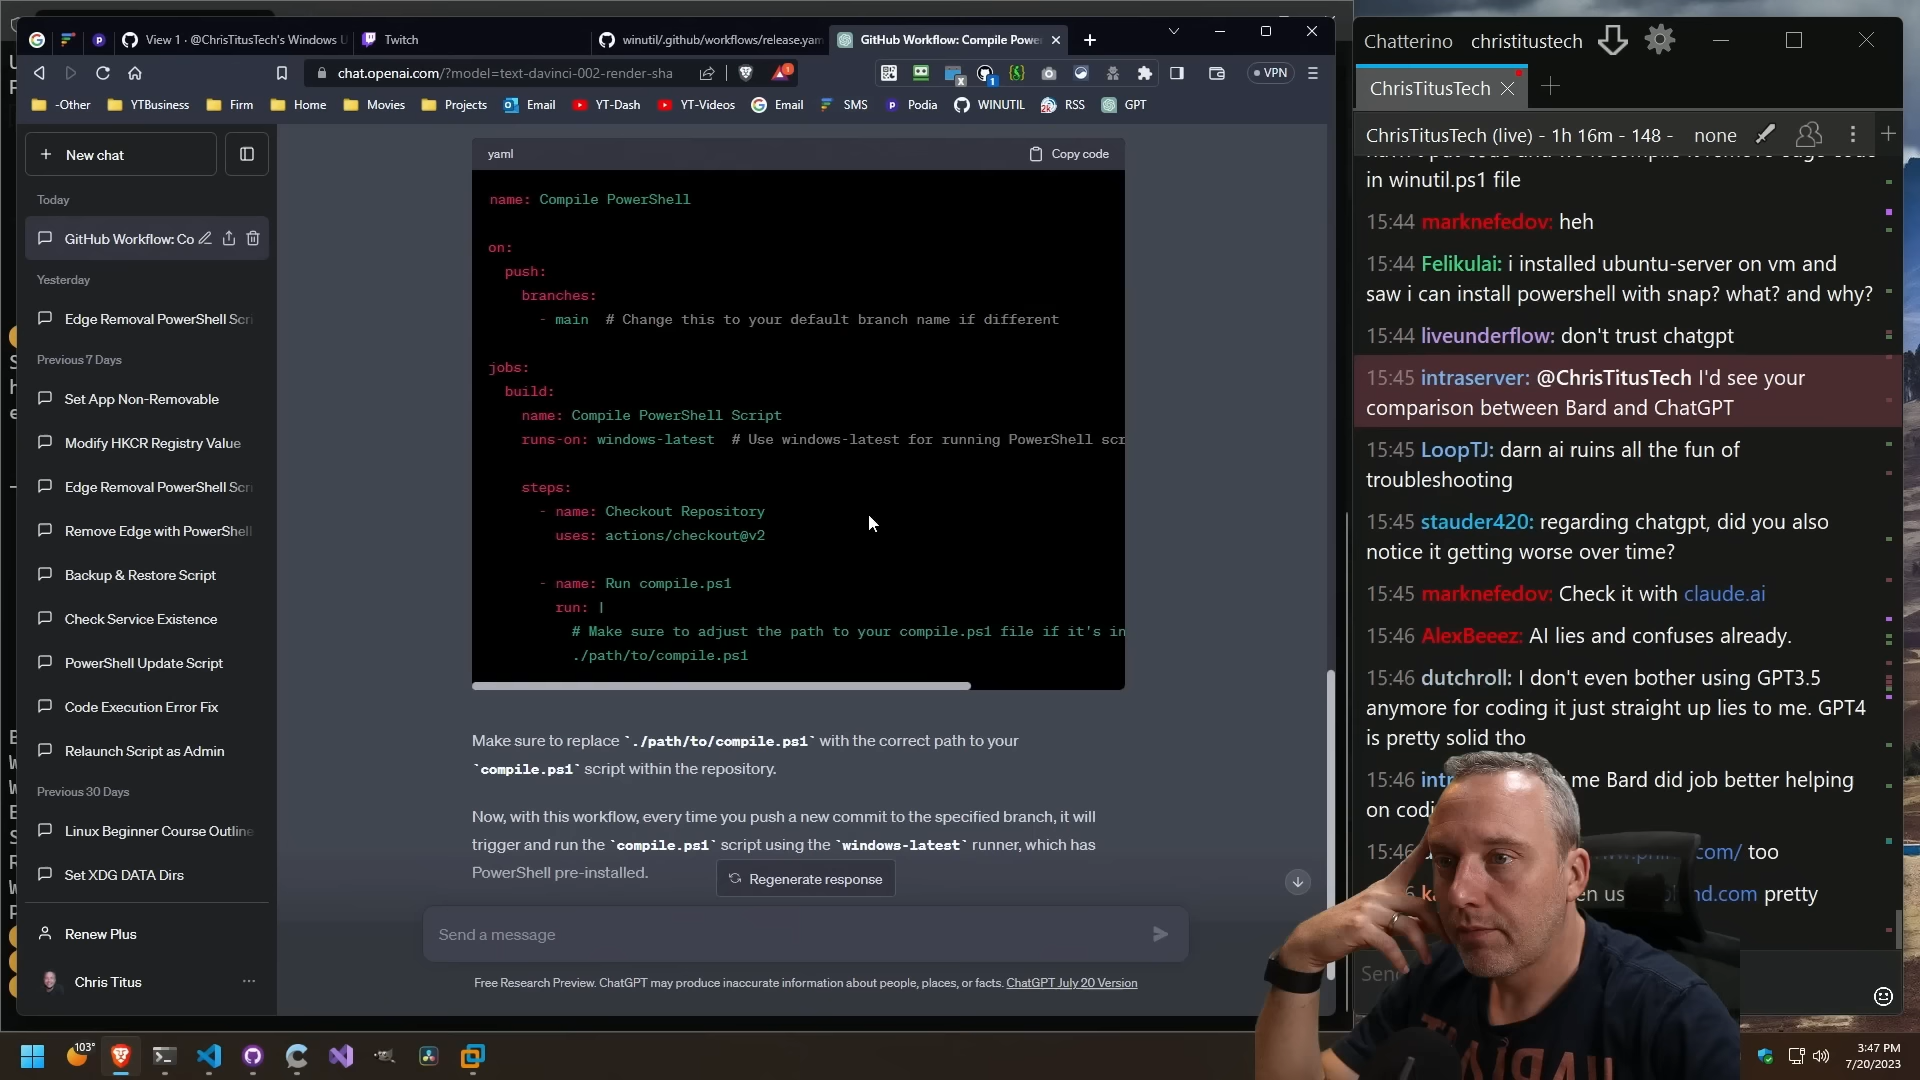 View 1 · @ChrisTitusTech's Windows U
Twitch
winutil/.github/workflows/release.yam
GitHub Workflow: Compile Powe
chat.openai.com/?model=text-davinci-002-render-sha
VPN
-Other
YTBusiness
Firm
Home
Movies
Projects
Email
YT-Dash
YT-Videos
Email
SMS
Podia
WINUTIL
RSS
GPT
New chat
Today
GitHub Workflow: Co
Yesterday
Edge Removal PowerShell Scri
Previous 7 Days
Set App Non-Removable
Modify HKCR Registry Value
Edge Removal PowerShell Scri
Remove Edge with PowerShell
Backup & Restore Script
Check Service Existence
PowerShell Update Script
Code Execution Error Fix
Relaunch Script as Admin
Previous 30 Days
Linux Beginner Course Outline
Set XDG DATA Dirs
Renew Plus
Chris Titus
yaml
Copy code
name: Compile PowerShell
on:
push:
branches:
- main # Change this to your default branch name if different
jobs:
build:
name: Compile PowerShell Script
runs-on: windows-latest # Use windows-latest for running PowerShell scr
steps:
- name: Checkout Repository
uses: actions/checkout@v2
- name: Run compile.ps1
run: |
# Make sure to adjust the path to your compile.ps1 file if it's in
./path/to/compile.ps1
Make sure to replace `./path/to/compile.ps1` with the correct path to your
`compile.ps1` script within the repository.
Now, with this workflow, every time you push a new commit to the specified branch, it will
trigger and run the `compile.ps1` script using the `windows-latest` runner, which has
PowerShell pre-installed.
Regenerate response
Send a message
Free Research Preview. ChatGPT may produce inaccurate information about people, places, or facts. ChatGPT July 20 Version
Chatterino christitustech
ChrisTitusTech
ChrisTitusTech (live) - 1h 16m - 148 - none
in winutil.ps1 file
15:44 marknefedov: heh
15:44 Felikulai: i installed ubuntu-server on vm and
saw i can install powershell with snap? what? and why?
15:44 liveunderflow: don't trust chatgpt
15:45 intraserver: @ChrisTitusTech I'd see your
comparison between Bard and ChatGPT
15:45 LoopTJ: darn ai ruins all the fun of
troubleshooting
15:45 stauder420: regarding chatgpt, did you also
notice it getting worse over time?
15:45 marknefedov: Check it with claude.ai
15:46 AlexBeeez: AI lies and confuses already.
15:46 dutchroll: I don't even bother using GPT3.5
anymore for coding it just straight up lies to me. GPT4
is pretty solid tho
15:46 me Bard did job better helping
on
15:46 too
pretty
103°
3:47 PM
7/20/2023